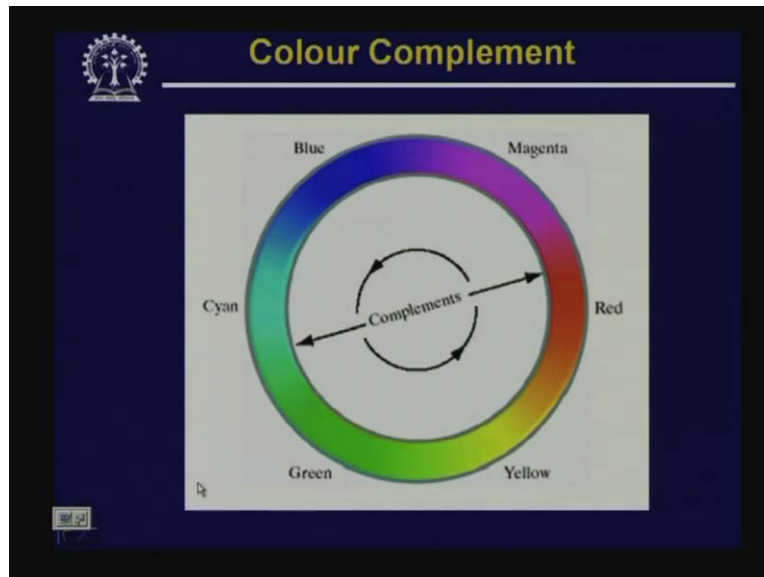 Colour Complement
Blue
Magenta
Cyan
Complements
Red
Green
Yellow